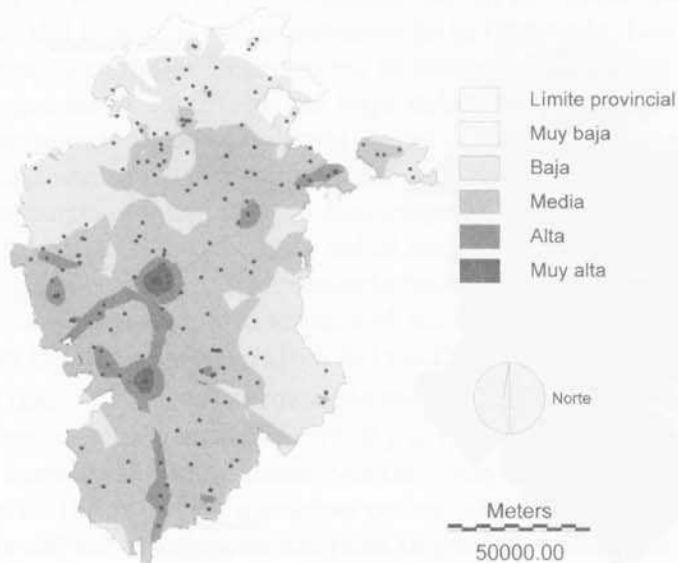 Limite provincial
Muy baja
Baja
Media
Alta
Muy alta
Norte
Meters
50000.00